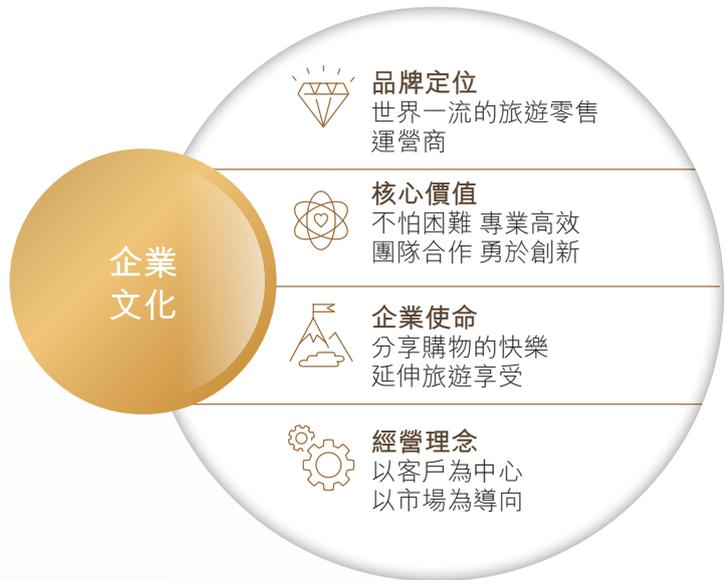 企業
文化
品牌定位
世界一流的旅遊零售
運營商
核心價值
不怕困難 專業高效
團隊合作 勇於創新
企業使命
分享購物的快樂
延伸旅遊享受
經營理念
以客戶為中心
以市場為導向